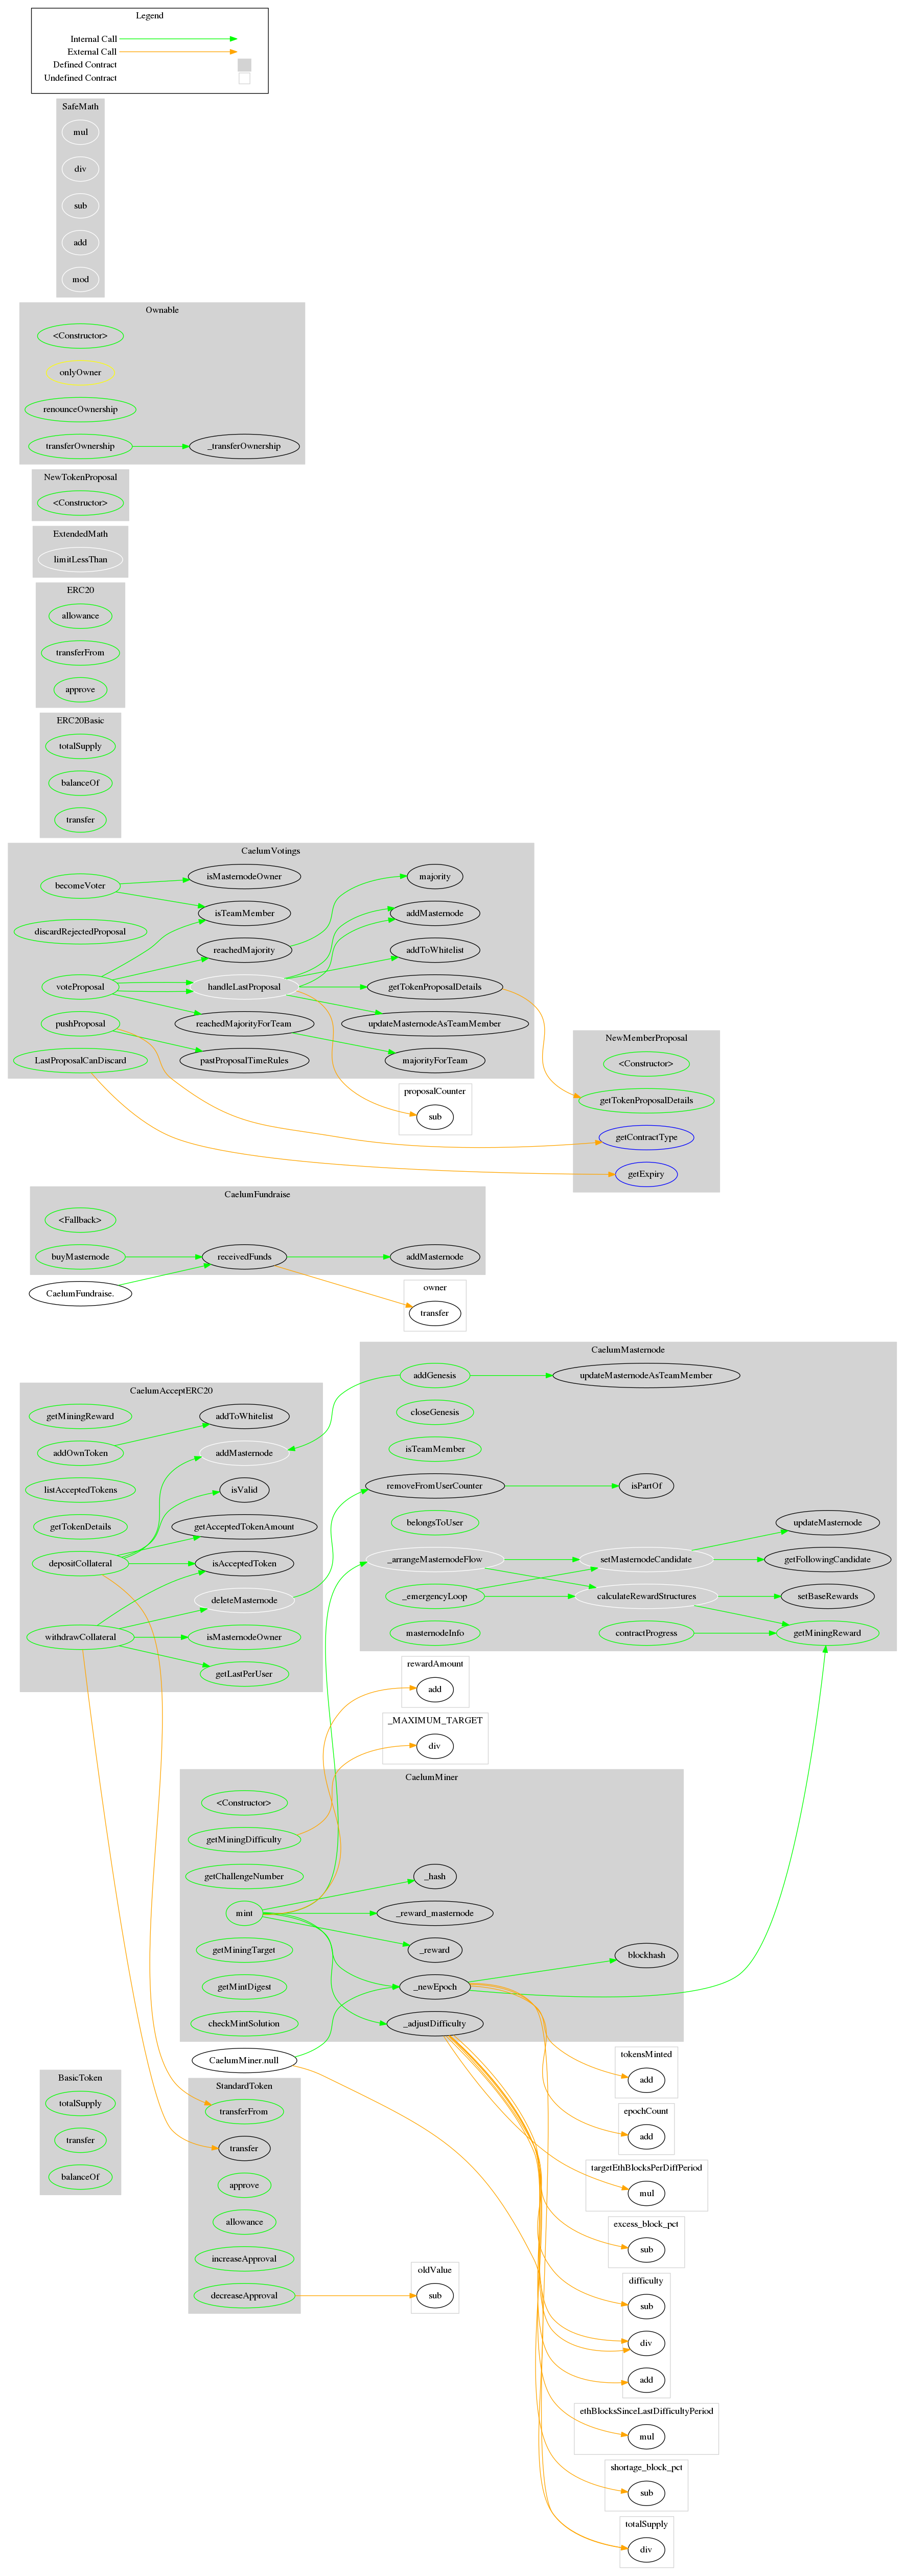 Legend
Internal Call
External Call
Defined Contract
Undefined Contract
SafeMath
mul
div
sub
add
mod
Ownable
<Constructor>
onlyOwner
renounceOwnership
transferOwnership
_transferOwnership
NewTokenProposal
<Constructor>
ExtendedMath
limitLessThan
ERC20
allowance
transferFrom
approve
ERC20Basic
totalSupply
balanceOf
transfer
CaelumVotings
becomeVoter
discardRejectedProposal
voteProposal
pushProposal
LastProposalCanDiscard
isMasternodeOwner
isTeamMember
reachedMajority
handleLastProposal
reachedMajorityForTeam
pastProposalTimeRules
majority
addMasternode
addToWhitelist
getTokenProposalDetails
updateMasternodeAsTeamMember
majorityForTeam
proposalCounter
sub
NewMemberProposal
<Constructor>
getTokenProposalDetails
getContractType
getExpiry
CaelumFundraise
<Fallback>
buyMasternode
receivedFunds
addMasternode
CaelumFundraise.
owner
transfer
CaelumAcceptERC20
getMiningReward
addOwnToken
listAcceptedTokens
getTokenDetails
depositCollateral
withdrawCollateral
addToWhitelist
addMasternode
isValid
getAcceptedTokenAmount
isAcceptedToken
deleteMasternode
isMasternodeOwner
getLastPerUser
CaelumMasternode
addGenesis
closeGenesis
isTeamMember
removeFromUserCounter
belongsToUser
_arrangeMasternodeFlow
_emergencyLoop
masternodeInfo
updateMasternodeAsTeamMember
isPartOf
setMasternodeCandidate
calculateRewardStructures
contractProgress
updateMasternode
getFollowingCandidate
setBaseRewards
getMiningReward
rewardAmount
add
_MAXIMUM_TARGET
div
CaelumMiner
<Constructor>
getMiningDifficulty
getChallengeNumber
mint
getMiningTarget
getMintDigest
checkMintSolution
_hash
_reward_masternode
_reward
_newEpoch
_adjustDifficulty
blockhash
CaelumMiner.null
BasicToken
totalSupply
transfer
balanceOf
StandardToken
transferFrom
transfer
approve
allowance
increaseApproval
decreaseApproval
oldValue
sub
tokensMinted
add
epochCount
add
targetEthBlocksPerDiffPeriod
mul
excess_block_pct
sub
difficulty
sub
div
add
ethBlocksSinceLastDifficultyPeriod
mul
shortage_block_pct
sub
totalSupply
div